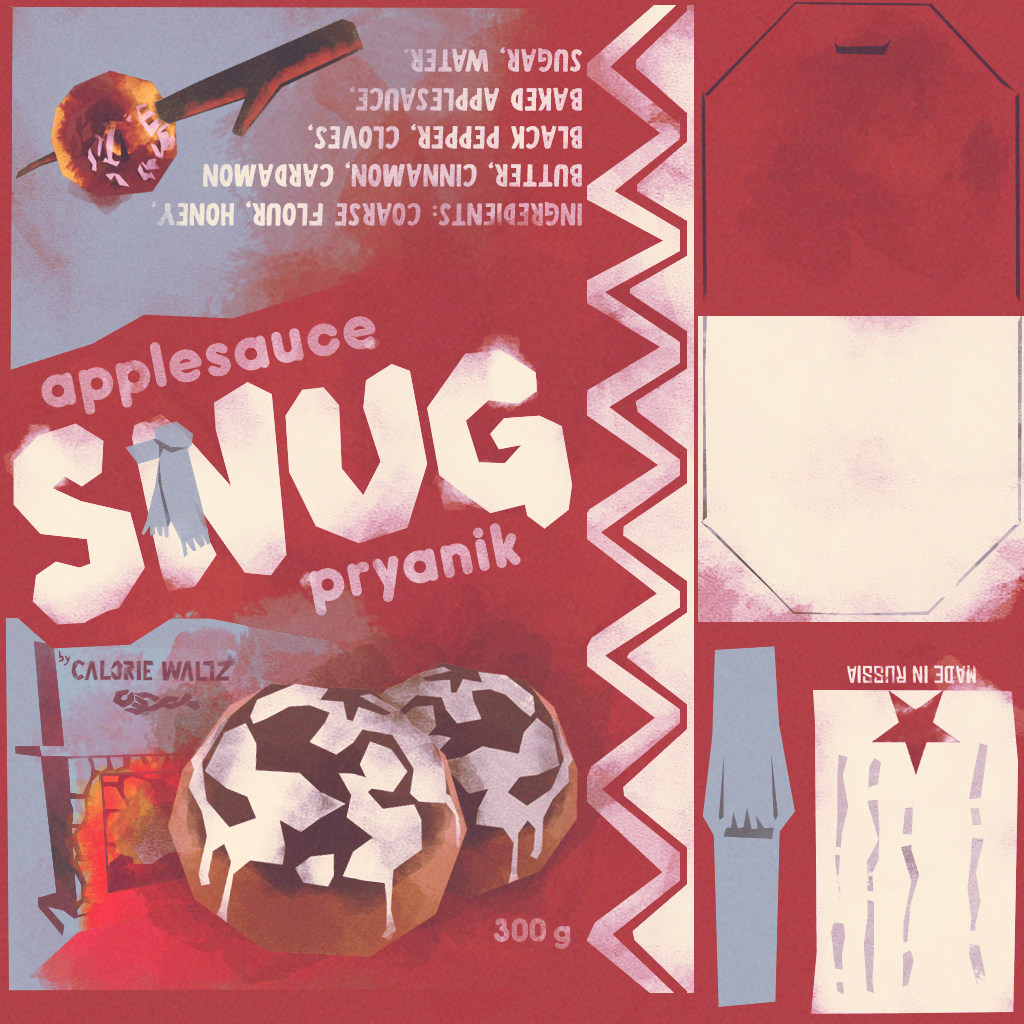 INGREDIENTS: COARSE FLOUR, HONEY,
BUTTER, CINNAMON, CARDAMON
BLACK PEPPER, CLOVES,
BAKED APPLESAUCE,
SUGAR, WATER.
applesauce
SNUG
pryanik
by CALORIE WALTZ
300 g
MADE IN RUSSIA